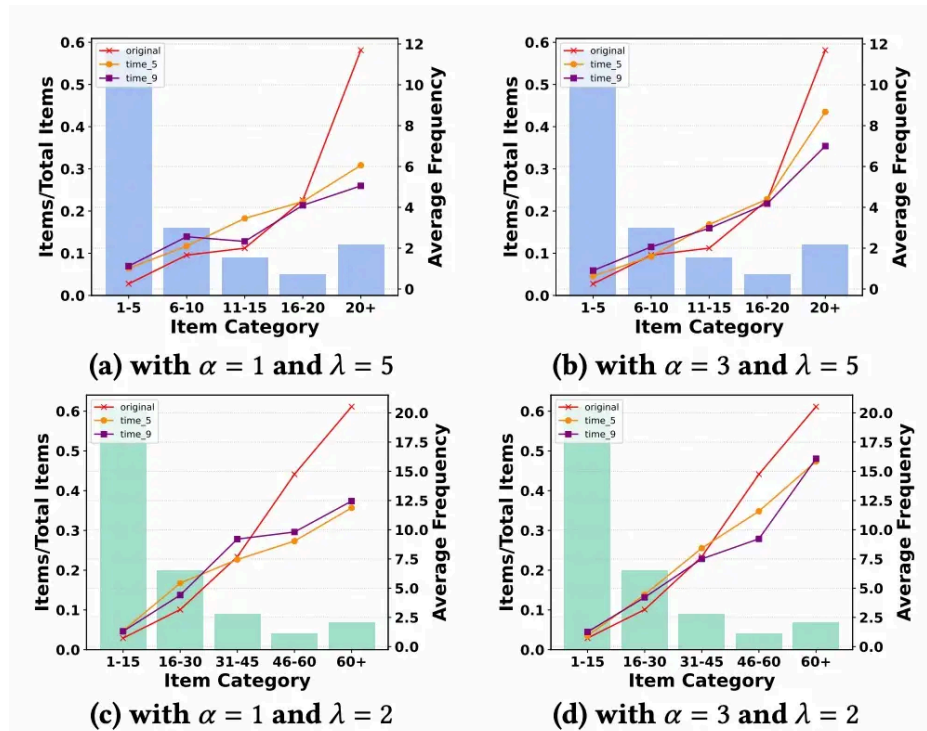 original
time_5
time_9
0.6
0.5
0.4
0.3
0.2
0.1
0.0
Items/Total Items
12
10
8
6
4
2
0
Average Frequency
1-5 6-10 11-15 16-20 20+
Item Category
(a) with α = 1 and λ = 5
original
time_5
time_9
0.6
0.5
0.4
0.3
0.2
0.1
0.0
Items/Total Items
12
10
8
6
4
2
0
Average Frequency
1-5 6-10 11-15 16-20 20+
Item Category
(b) with α = 3 and λ = 5
original
time_5
time_9
0.6
0.5
0.4
0.3
0.2
0.1
0.0
Items/Total Items
20.0
17.5
15.0
12.5
10.0
7.5
5.0
2.5
0.0
Average Frequency
1-15 16-30 31-45 46-60 60+
Item Category
(c) with α = 1 and λ = 2
original
time_5
time_9
0.6
0.5
0.4
0.3
0.2
0.1
0.0
Items/Total Items
20.0
17.5
15.0
12.5
10.0
7.5
5.0
2.5
0.0
Average Frequency
1-15 16-30 31-45 46-60 60+
Item Category
(d) with α = 3 and λ = 2